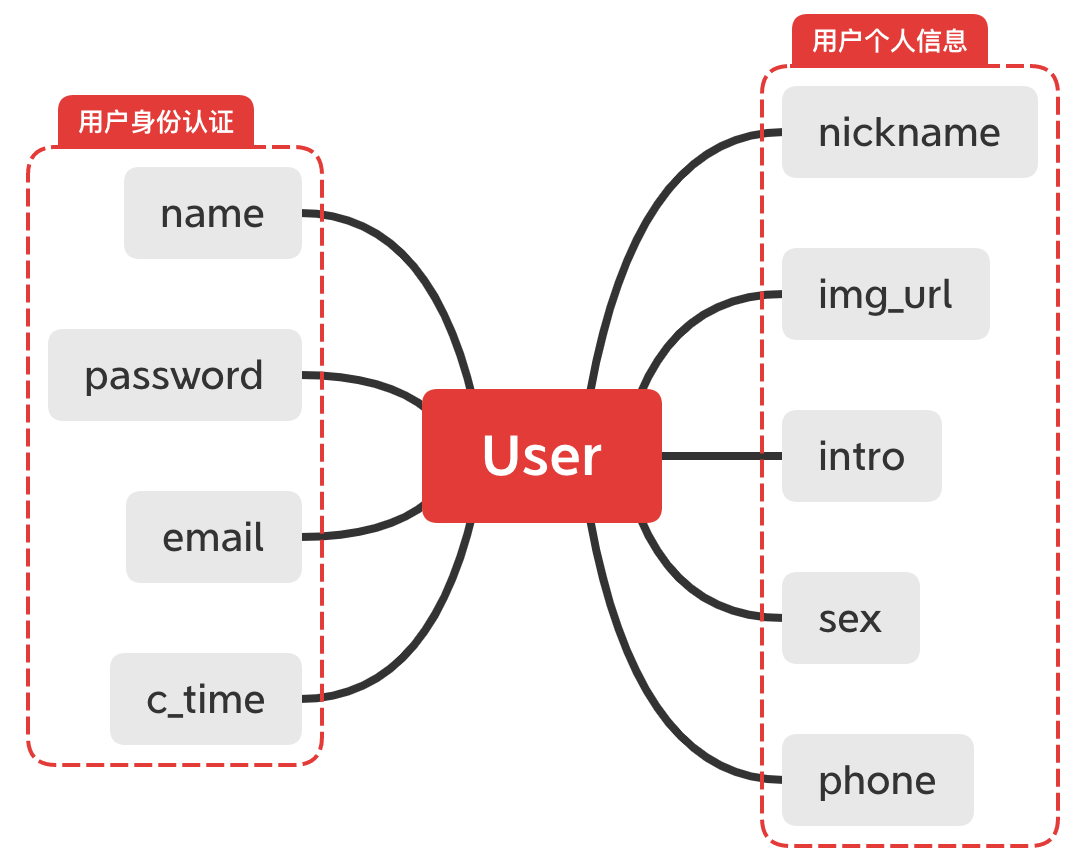 用户身份认证
name
password
email
c_time
User
用户个人信息
nickname
img_url
intro
sex
phone